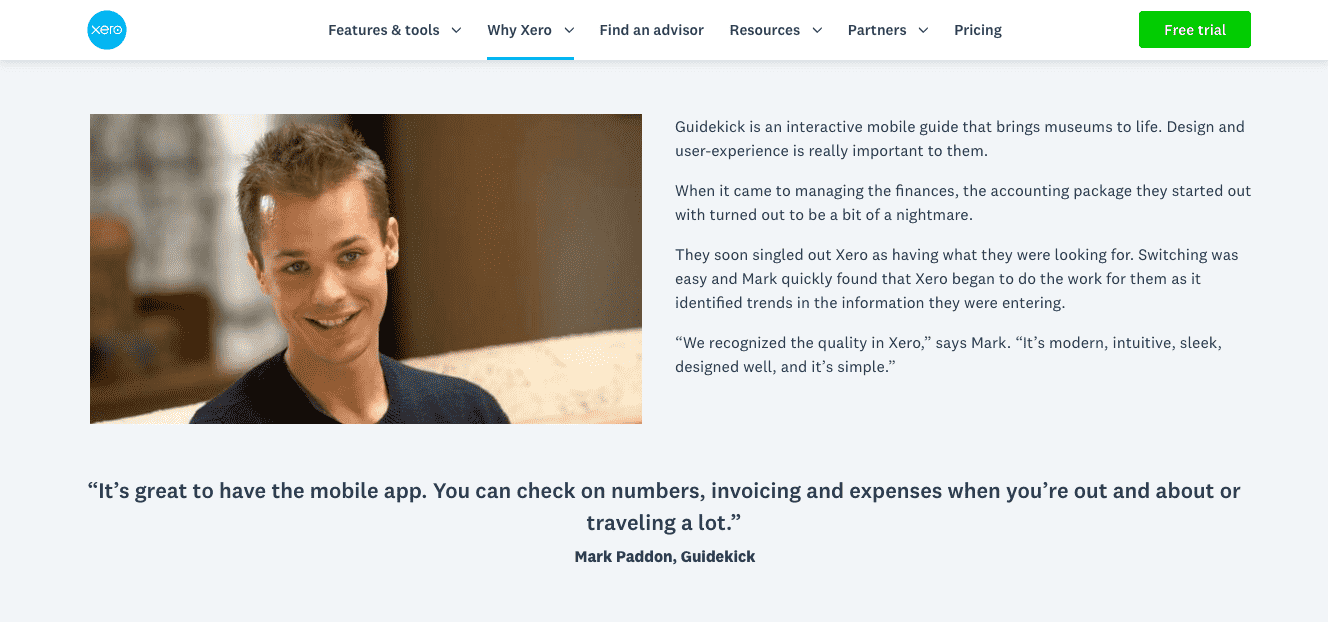 xero
Features & tools
Why Xero
Find an advisor
Resources
Partners
Pricing
Free trial
Guidekick is an interactive mobile guide that brings museums to life. Design and
user-experience is really important to them.
When it came to managing the finances, the accounting package they started out
with turned out to be a bit of a nightmare.
They soon singled out Xero as having what they were looking for. Switching was
easy and Mark quickly found that Xero began to do the work for them as it
identified trends in the information they were entering.
“We recognized the quality in Xero,” says Mark. “It’s modern, intuitive, sleek,
designed well, and it’s simple.”
“It’s great to have the mobile app. You can check on numbers, invoicing and expenses when you’re out and about or
traveling a lot.”
Mark Paddon, Guidekick